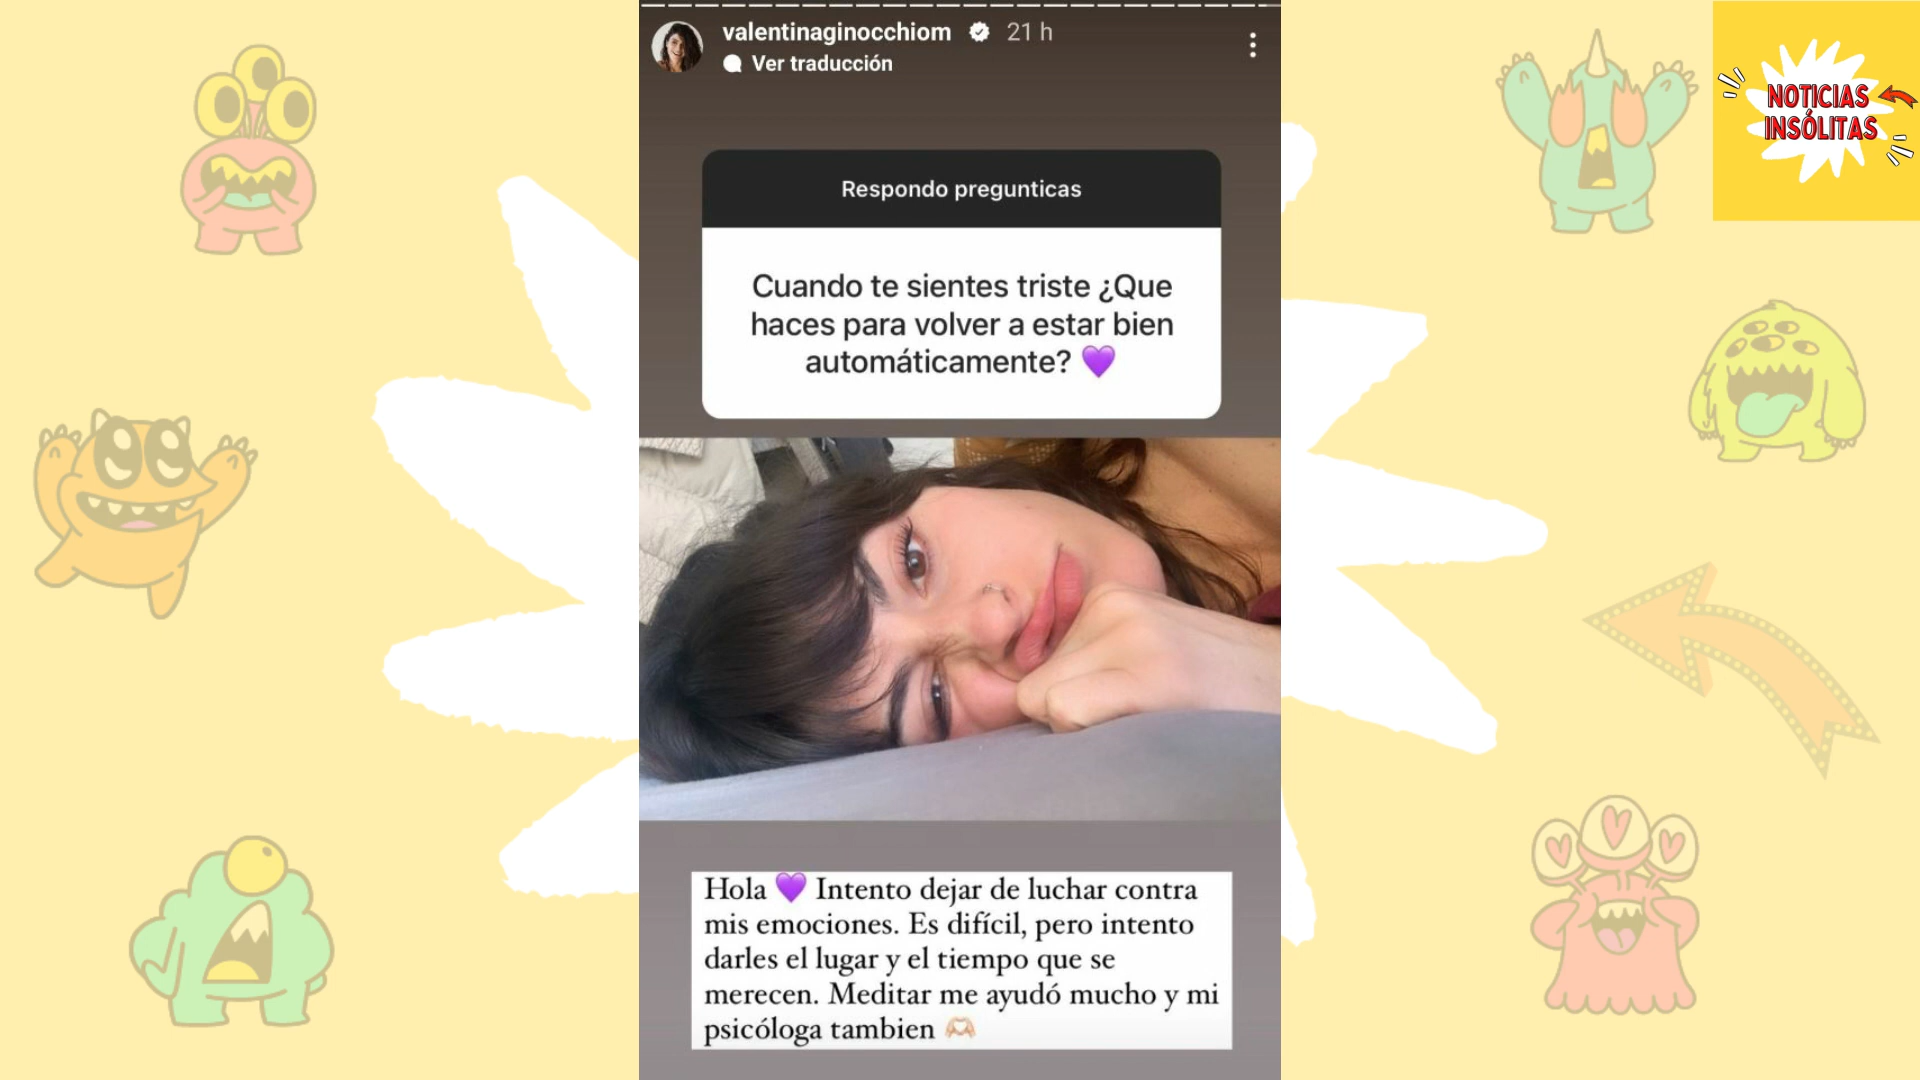 valentinaginocchiom 21 h
Ver traducción
NOTICIAS
INSÓLITAS
Respondo pregunticas
Cuando te sientes triste ¿Que
haces para volver a estar bien
automáticamente? 💜
Hola 💜 Intento dejar de luchar contra
mis emociones. Es difícil, pero intento
darles el lugar y el tiempo que se
merecen. Meditar me ayudó mucho y mi
psicóloga tambien 🫶🏻